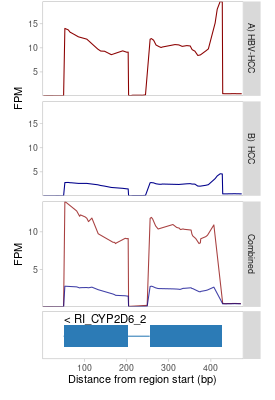 15
10
5
A) HBV-HCC
FPM
15
10
5
B) HCC
10
5
Combined
FPM
< RI_CYP2D6_2
100 200 300 400
Distance from region start (bp)